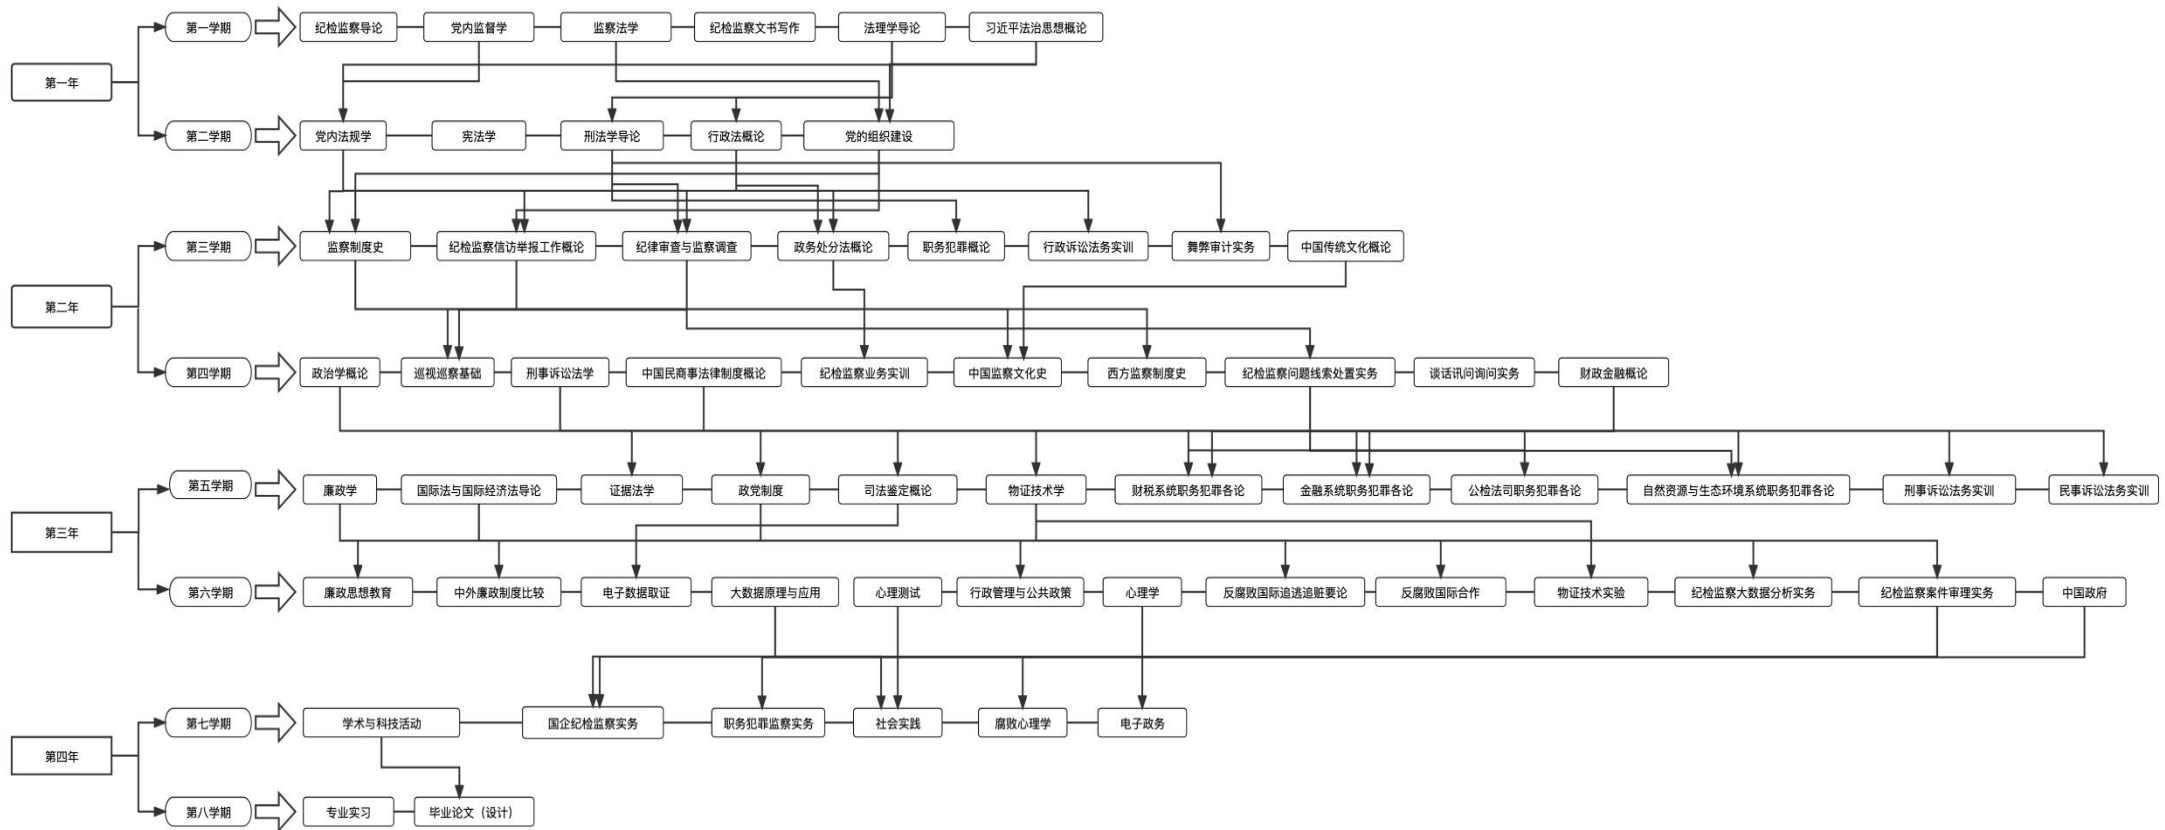 第一年
第一学期
纪检监察导论
党内监督学
监察法学
纪检监察文书写作
法理学导论
习近平法治思想概论
第二学期
党内法规学
宪法学
刑法学导论
行政法概论
党的组织建设
第二年
第三学期
监察制度史
纪检监察信访举报工作概论
纪律审查与监察调查
政务处分法概论
职务犯罪概论
行政诉讼法务实训
舞弊审计实务
中国传统文化概论
第四学期
政治学概论
巡视巡察基础
刑事诉讼法学
中国民商事法律制度概论
纪检监察业务实训
中国监察文化史
西方监察制度史
纪检监察问题线索处置实务
谈话讯问询问实务
财政金融概论
第三年
第五学期
廉政学
国际法与国际经济法导论
证据法学
政党制度
司法鉴定概论
物证技术学
财税系统职务犯罪各论
金融系统职务犯罪各论
公检法司职务犯罪各论
自然资源与生态环境系统职务犯罪各论
刑事诉讼法务实训
民事诉讼法务实训
第六学期
廉政思想教育
中外廉政制度比较
电子数据取证
大数据原理与应用
心理测试
行政管理与公共政策
心理学
反腐败国际追逃追赃要论
反腐败国际合作
物证技术实验
纪检监察大数据分析实务
纪检监察案件审理实务
中国政府
第四年
第七学期
学术与科技活动
国企纪检监察实务
职务犯罪监察实务
社会实践
腐败心理学
电子政务
第八学期
专业实习
毕业论文（设计）